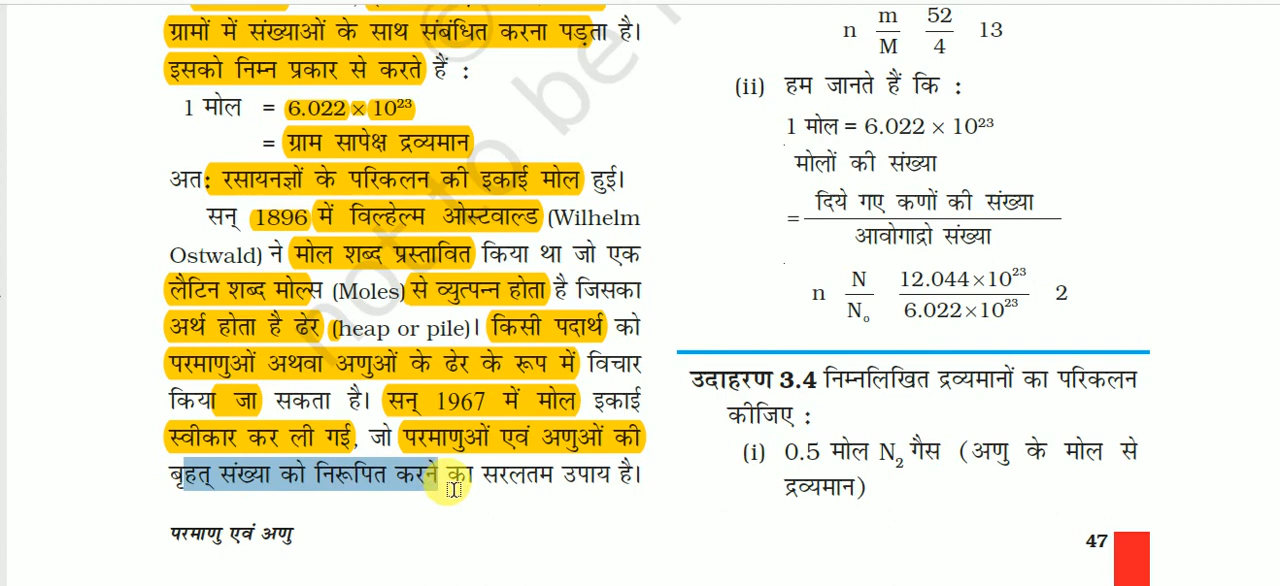 ग्रामों में संख्याओं के साथ संबंधित करना पड़ता है।
इसको निम्न प्रकार से करते हैं :
1 मोल = 6.022 × 10²³
= ग्राम सापेक्ष द्रव्यमान
अतः रसायनज्ञों के परिकलन की इकाई मोल हुई।
सन् 1896 में विल्हेल्म ओस्टवाल्ड (Wilhelm
Ostwald) ने मोल शब्द प्रस्तावित किया था जो एक
लैटिन शब्द मोल्स (Moles) से व्युत्पन्न होता है जिसका
अर्थ होता है ढेर (heap or pile)। किसी पदार्थ को
परमाणुओं अथवा अणुओं के ढेर के रूप में विचार
किया जा सकता है। सन् 1967 में मोल इकाई
स्वीकार कर ली गई, जो परमाणुओं एवं अणुओं की
बृहत् संख्या को निरूपित करने का सरलतम उपाय है।
परमाणु एवं अणु
n m/M 52/4 13
(ii) हम जानते हैं कि :
1 मोल = 6.022 × 10²³
मोलों की संख्या
= दिये गए कणों की संख्या
आवोगाद्रो संख्या
n N/N₀ 12.044×10²³/6.022×10²³ 2
उदाहरण 3.4 निम्नलिखित द्रव्यमानों का परिकलन
कीजिए :
(i) 0.5 मोल N₂ गैस (अणु के मोल से
द्रव्यमान)
47
not to be